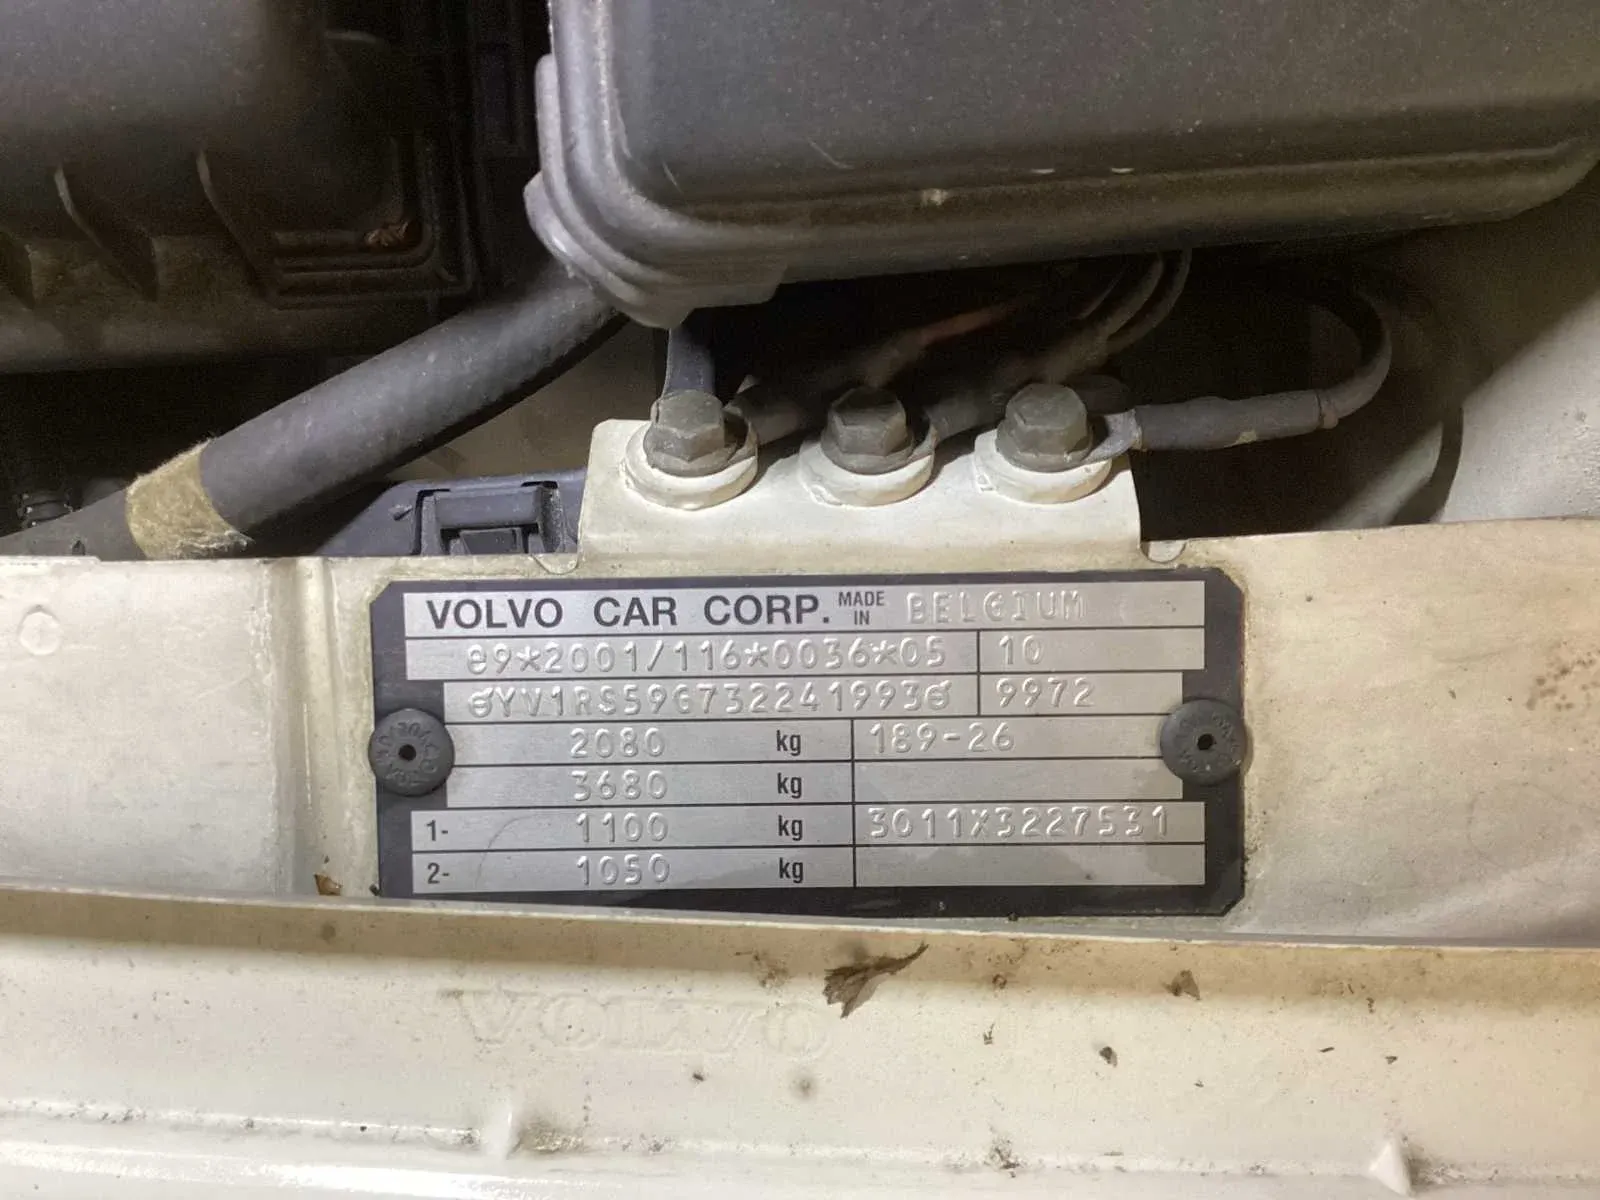 VOLVO CAR CORP. MADE IN BELGIUM
e9*2001/116*0036*05 10
YV1RS59G732241993 9972
2080 kg 189-26
3680 kg
1- 1100 kg 3011X3227531
2- 1050 kg
VOLVO